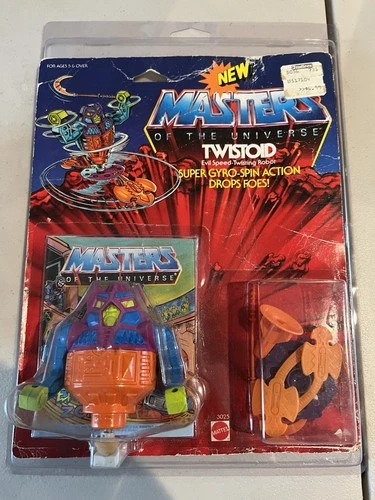 FOR AGES 5 & OVER.
NEW
MASTERS
OF THE UNIVERSE
TWISTOID
Evil Speed-Twirling Robot
SUPER GYRO-SPIN ACTION
DROPS FOES!
MASTERS
OF THE UNIVERSE
3025
MATTEL